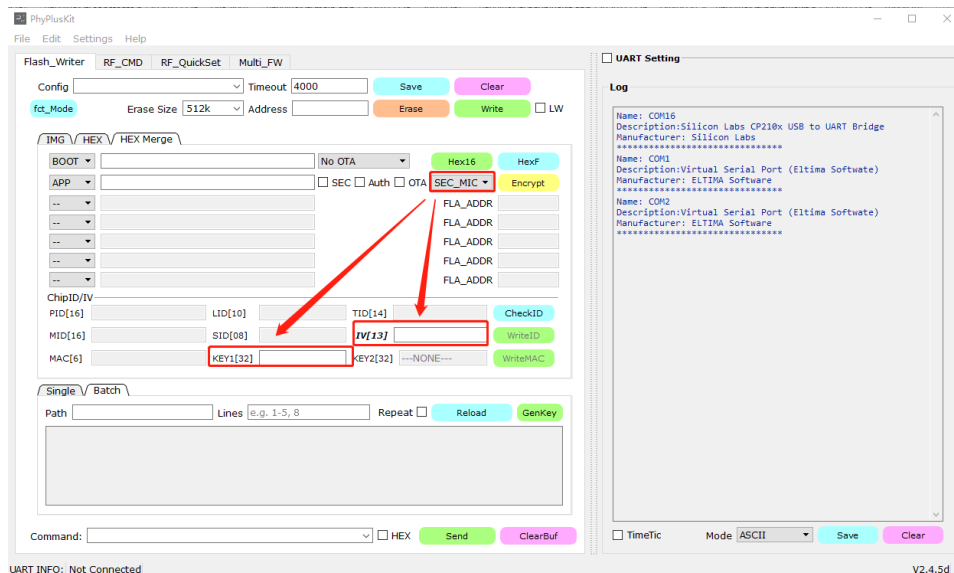 PhyPlusKit
File Edit Settings Help
Flash_Writer RF_CMD RF_QuickSet Multi_FW
Config Timeout 4000 Save Clear
fct_Mode Erase Size 512k Address Erase Write LW
IMG HEX HEX Merge
BOOT No OTA Hex16 HexF
APP SEC Auth OTA SEC_MIC Encrypt
-- FLA_ADDR
-- FLA_ADDR
-- FLA_ADDR
-- FLA_ADDR
-- FLA_ADDR
ChipID/IV
PID[16] LID[10] TID[14] CheckID
MID[16] SID[08] IV[13] WriteID
MAC[6] KEY1[32] KEY2[32] ---NONE--- WriteMAC
Single Batch
Path Lines e.g. 1-5, 8 Repeat Reload GenKey
Command: HEX Send ClearBuf
UART INFO: Not Connected
UART Setting
Log
Name: COM16
Description:Silicon Labs CP210x USB to UART Bridge
Manufacturer: Silicon Labs
********************************
Name: COM1
Description:Virtual Serial Port (Eltima Softwate)
Manufacturer: ELTIMA Software
********************************
Name: COM2
Description:Virtual Serial Port (Eltima Softwate)
Manufacturer: ELTIMA Software
********************************
TimeTic Mode ASCII Save Clear
V2.4.5d